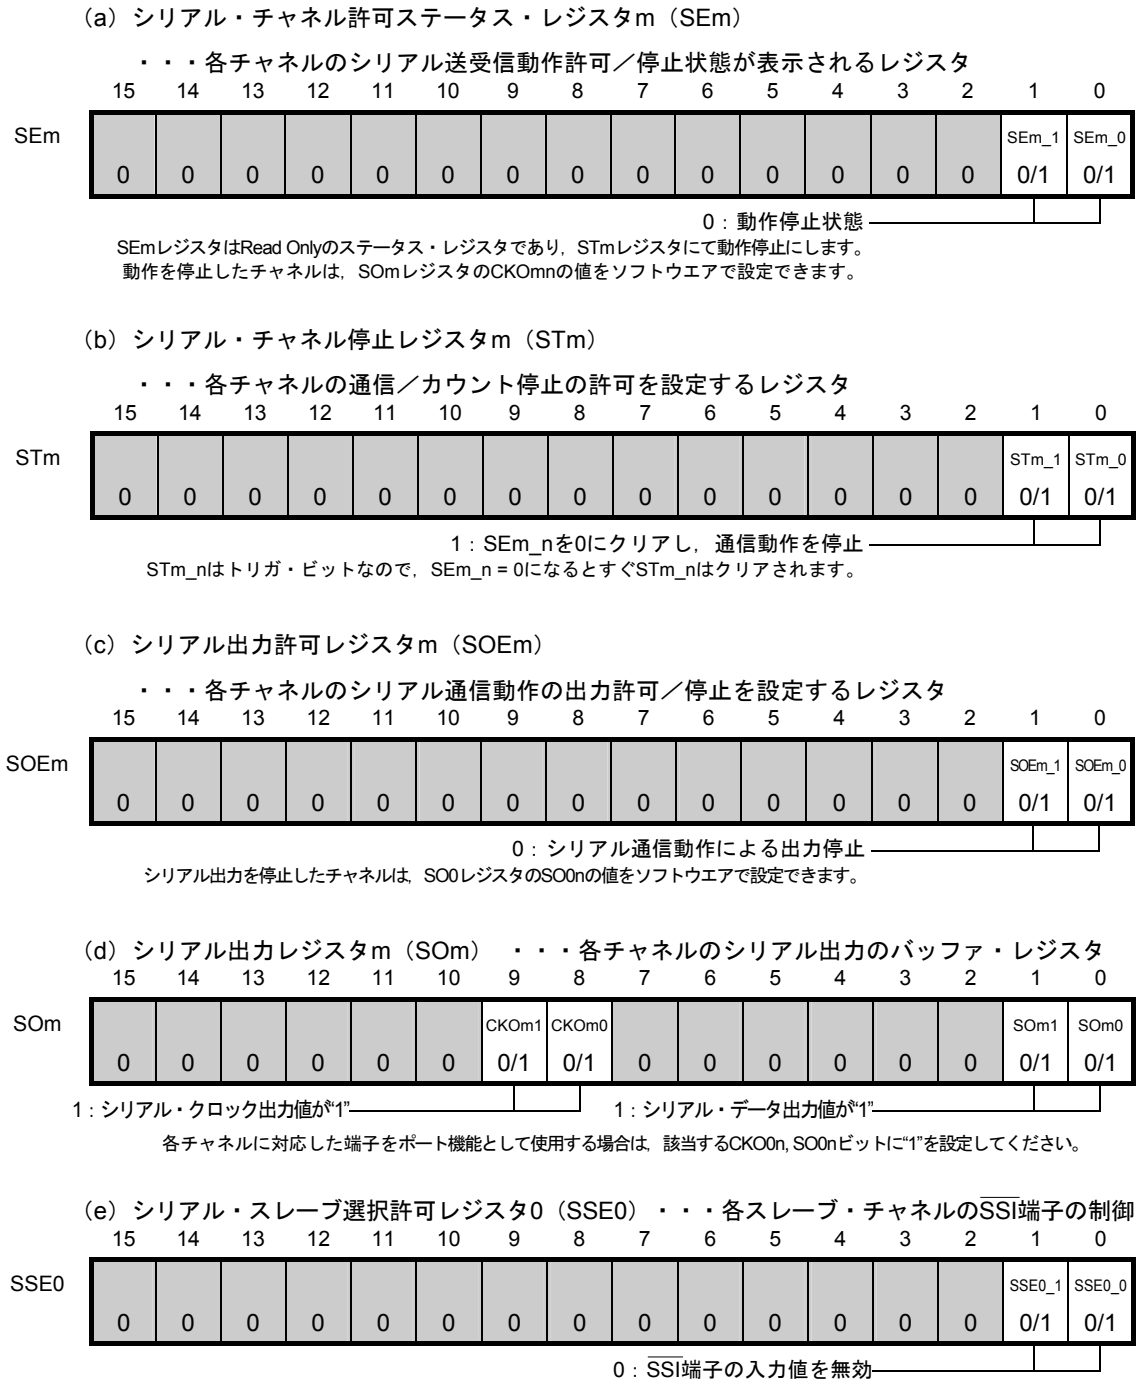 (a) シリアル・チャネル許可ステータス・レジスタm（SEm）
・・・各チャネルのシリアル送受信動作許可／停止状態が表示されるレジスタ
15 14 13 12 11 10 9 8 7 6 5 4 3 2 1 0
SEm
SEm_1 SEm_0
0 0 0 0 0 0 0 0 0 0 0 0 0 0 0/1 0/1
0：動作停止状態
SEmレジスタはRead Onlyのステータス・レジスタであり，STmレジスタにて動作停止にします。
動作を停止したチャネルは，SOmレジスタのCKOmnの値をソフトウエアで設定できます。
(b) シリアル・チャネル停止レジスタm（STm）
・・・各チャネルの通信／カウント停止の許可を設定するレジスタ
15 14 13 12 11 10 9 8 7 6 5 4 3 2 1 0
STm
STm_1 STm_0
0 0 0 0 0 0 0 0 0 0 0 0 0 0 0/1 0/1
1：SEm_nを0にクリアし，通信動作を停止
STm_nはトリガ・ビットなので，SEm_n = 0になるとすぐSTm_nはクリアされます。
(c) シリアル出力許可レジスタm（SOEm）
・・・各チャネルのシリアル通信動作の出力許可／停止を設定するレジスタ
15 14 13 12 11 10 9 8 7 6 5 4 3 2 1 0
SOEm
SOEm_1 SOEm_0
0 0 0 0 0 0 0 0 0 0 0 0 0 0 0/1 0/1
0：シリアル通信動作による出力停止
シリアル出力を停止したチャネルは，SO0レジスタのSO0nの値をソフトウエアで設定できます。
(d) シリアル出力レジスタm（SOm） ・・・各チャネルのシリアル出力のバッファ・レジスタ
15 14 13 12 11 10 9 8 7 6 5 4 3 2 1 0
SOm
CKOm1 CKOm0 SOm1 SOm0
0 0 0 0 0 0 0/1 0/1 0 0 0 0 0 0 0/1 0/1
1：シリアル・クロック出力値が“1” 1：シリアル・データ出力値が“1”
各チャネルに対応した端子をポート機能として使用する場合は，該当するCKO0n, SO0nビットに“1”を設定してください。
(e) シリアル・スレーブ選択許可レジスタ0（SSE0）・・・各スレーブ・チャネルのSSI端子の制御
15 14 13 12 11 10 9 8 7 6 5 4 3 2 1 0
SSE0
SSE0_1 SSE0_0
0 0 0 0 0 0 0 0 0 0 0 0 0 0 0/1 0/1
0：SSI端子の入力値を無効